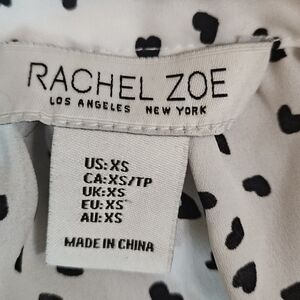 RACHEL ZOE
LOS ANGELES NEW YORK
US: XS
CA: XS/TP
UK: XS
EU: XS
AU: XS
MADE IN CHINA